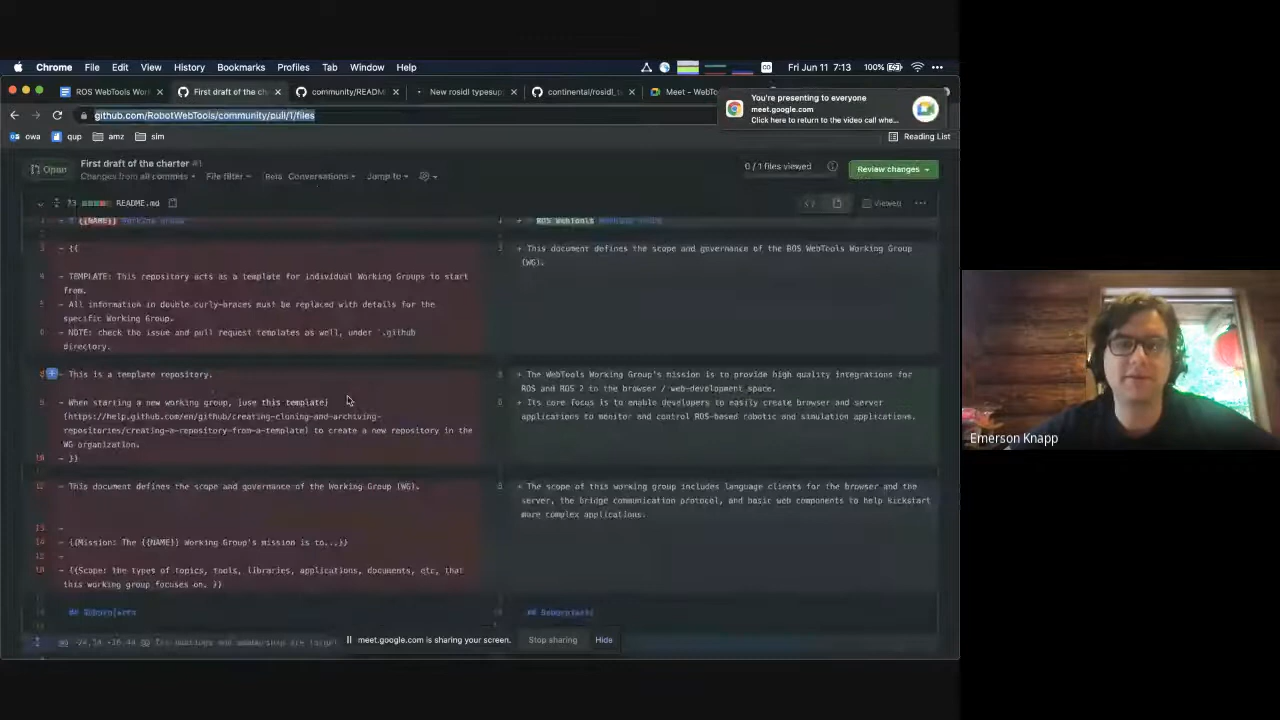 Chrome File Edit View History Bookmarks Profiles Tab Window Help Fri Jun 11 7:13 100%
ROS WebTools Wor First draft of the cha community/READM New rosidl typesup continental/rosidl_t Meet - WebT
You're presenting to everyone
meet.google.com
Click here to return to the video call whe...
github.com/RobotWebTools/community/pull/1/files
owa qup amz sim Reading List
Open First draft of the charter #1
Changes from all commits File filter Beta Conversations Jump to
0 / 1 files viewed Review changes
README.md Viewed
- # {{NAME}} Working Group
+ # ROS WebTools Working Group
- {{
+ This document defines the scope and governance of the ROS WebTools Working Group
(WG).
- TEMPLATE: This repository acts as a template for individual Working Groups to start
from.
- All information in double curly-braces must be replaced with details for the
specific Working Group.
- NOTE: check the issue and pull request templates as well, under `.github
directory.
- This is a template repository.
+ The WebTools Working Group's mission is to provide high quality integrations for
ROS and ROS 2 to the browser / web-development space.
- When starting a new working group, [use this template]
(https://help.github.com/en/github/creating-cloning-and-archiving-
repositories/creating-a-repository-from-a-template) to create a new repository in the
WG organization.
+ Its core focus is to enable developers to easily create browser and server
applications to monitor and control ROS-based robotic and simulation applications.
- }}
- This document defines the scope and governance of the Working Group (WG).
+ The scope of this working group includes language clients for the browser and the
server, the bridge communication protocol, and basic web components to help kickstart
more complex applications.
-
- {{Mission: The {{NAME}} Working Group's mission is to...}}
-
- {{Scope: the types of topics, tools, libraries, applications, documents, etc, that
this working group focuses on. }}
meet.google.com is sharing your screen. Stop sharing Hide
Emerson Knapp